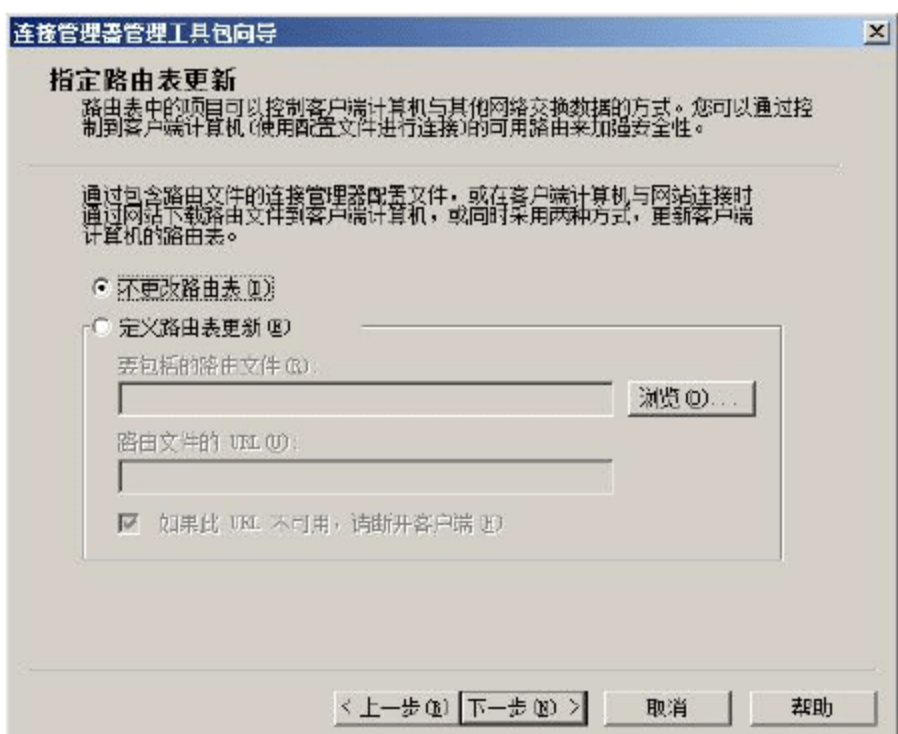 连接管理器管理工具包向导
指定路由表更新
路由表中的项目可以控制客户端计算机与其他网络交换数据的方式。您可以通过控
制到客户端计算机(使用配置文件进行连接)的可用路由来加强安全性。
通过包含路由文件的连接管理器配置文件，或在客户端计算机与网站连接时
通过网站下载路由文件到客户端计算机，或同时采用两种方式，更新客户端
计算机的路由表。
不更改路由表(D)
定义路由表更新(E)
要包括的路由文件(R):
浏览(O)...
路由文件的 URL(U):
如果此 URL 不可用，请断开客户端(F)
< 上一步(B)
下一步(N) >
取消
帮助